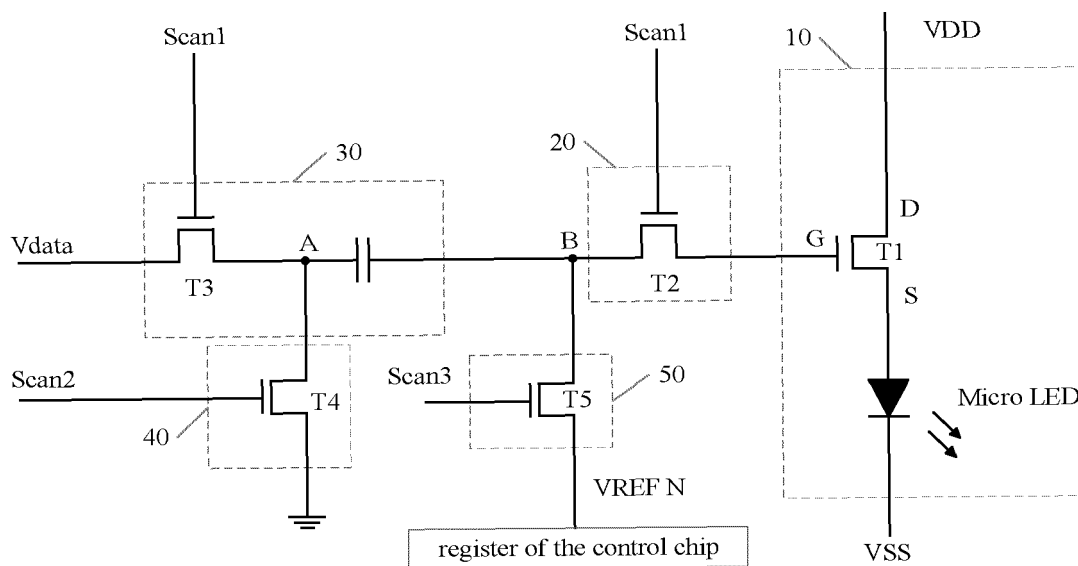 Scan1
Scan1
10
VDD
30
20
D
Vdata
A
B
G
T1
T3
T2
S
Scan2
T4
Scan3
T5
50
Micro LED
40
VREF N
register of the control chip
VSS